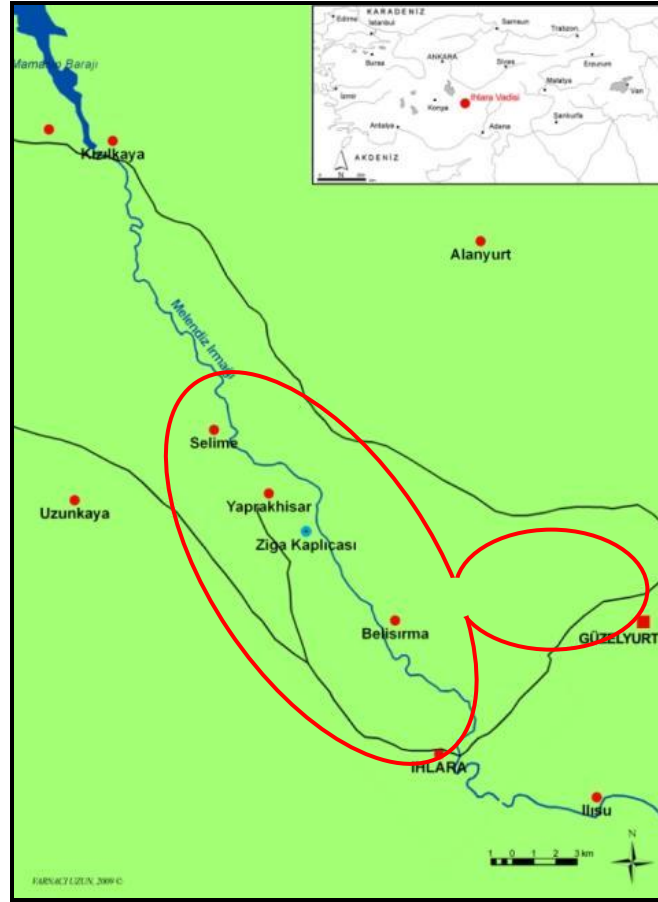 KARADENİZ
Edirne
İstanbul
Samsun
Trabzon
Bursa
ANKARA
Sivas
Erzurum
İzmir
Malatya
Van
Konya
Ihlara Vadisi
Antalya
Adana
Şanlıurfa
AKDENİZ
N
Barajı
Kızılkaya
Alanyurt
Melendiz Irmağı
Selime
Uzunkaya
Yaprakhisar
Ziga Kaplıcası
Belisırma
GÜZELYURT
IHLARA
Ilısu
N
1 0 1 2 3 km
FARNACI UZUN, 2009 ©